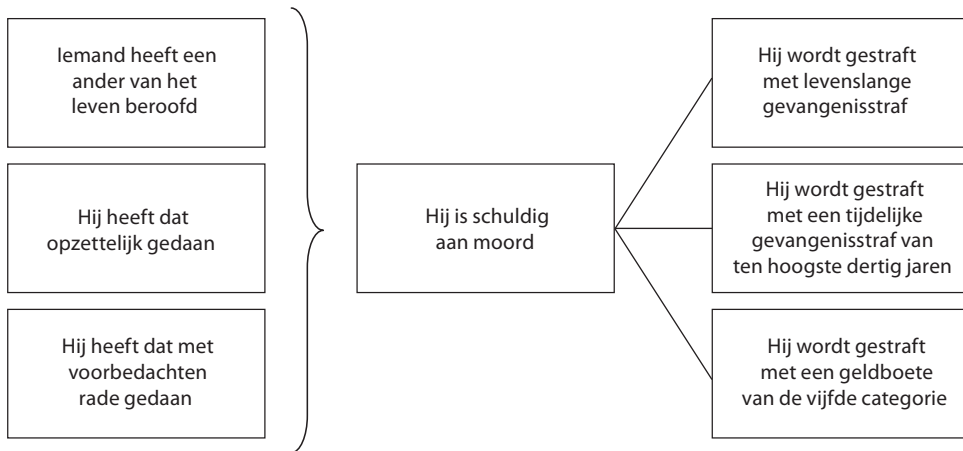 Iemand heeft een
ander van het
leven beroofd
Hij heeft dat
opzettelijk gedaan
Hij heeft dat met
voorbedachten
rade gedaan
Hij is schuldig
aan moord
Hij wordt gestraft
met levenslange
gevangenisstraf
Hij wordt gestraft
met een tijdelijke
gevangenisstraf van
ten hoogste dertig jaren
Hij wordt gestraft
met een geldboete
van de vijfde categorie